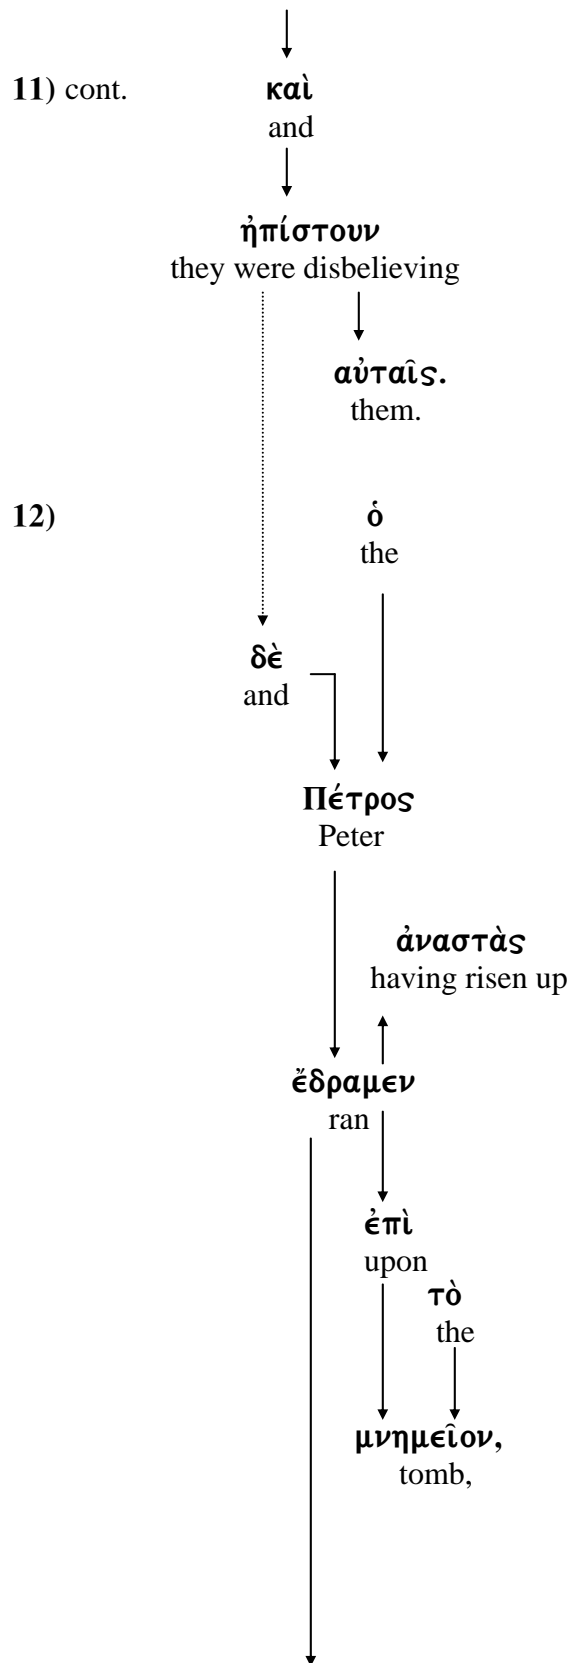 11) cont. καὶ
and
ἠπίστουν
they were disbelieving
αὐταῖς.
them.
12) ὁ
the
δὲ
and
Πέτρος
Peter
ἀναστὰς
having risen up
ἔδραμεν
ran
ἐπὶ
upon
τὸ
the
μνημεῖον,
tomb,